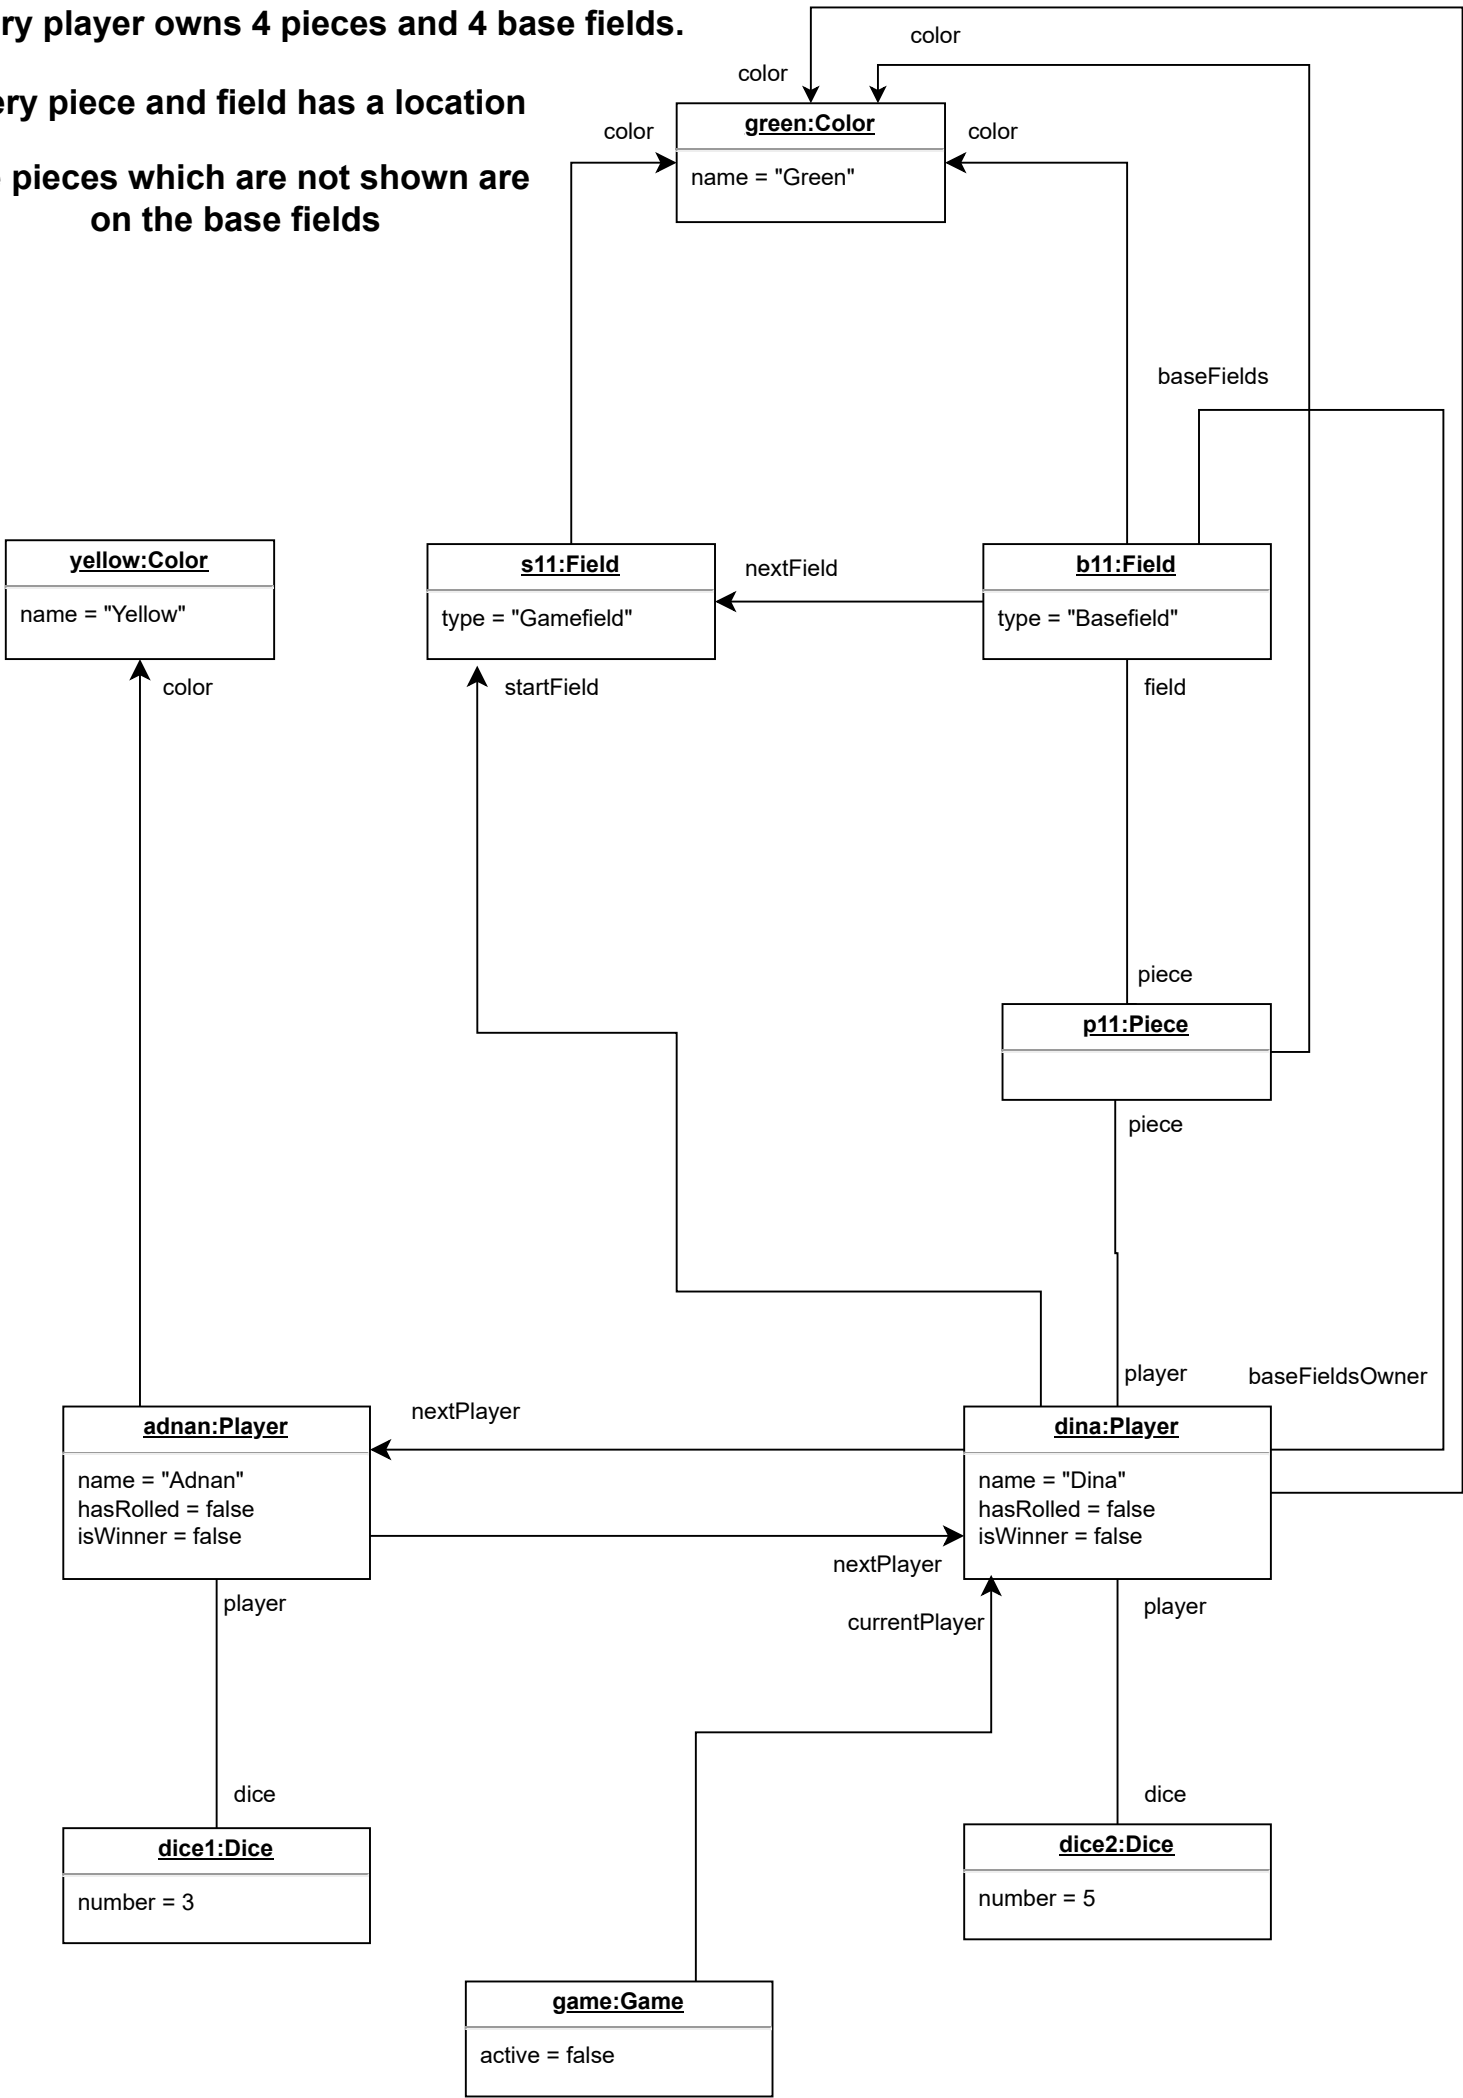 ry player owns 4 pieces and 4 base fields.
color
color
ery piece and field has a location
green:Color
color
color
pieces which are not shown are
name = "Green"
on the base fields
baseFields
yellow:Color
s11:Field
nextField
b11:Field
name = "Yellow"
type = "Gamefield"
type = "Basefield"
color
startField
field
piece
p11:Piece
piece
player
baseFieldsOwner
nextPlayer
adnan:Player
dina:Player
name = "Adnan"
hasRolled = false
isWinner = false
name = "Dina"
hasRolled = false
isWinner = false
nextPlayer
player
currentPlayer
player
dice
dice
dice1:Dice
dice2:Dice
number = 3
number = 5
game:Game
active = false